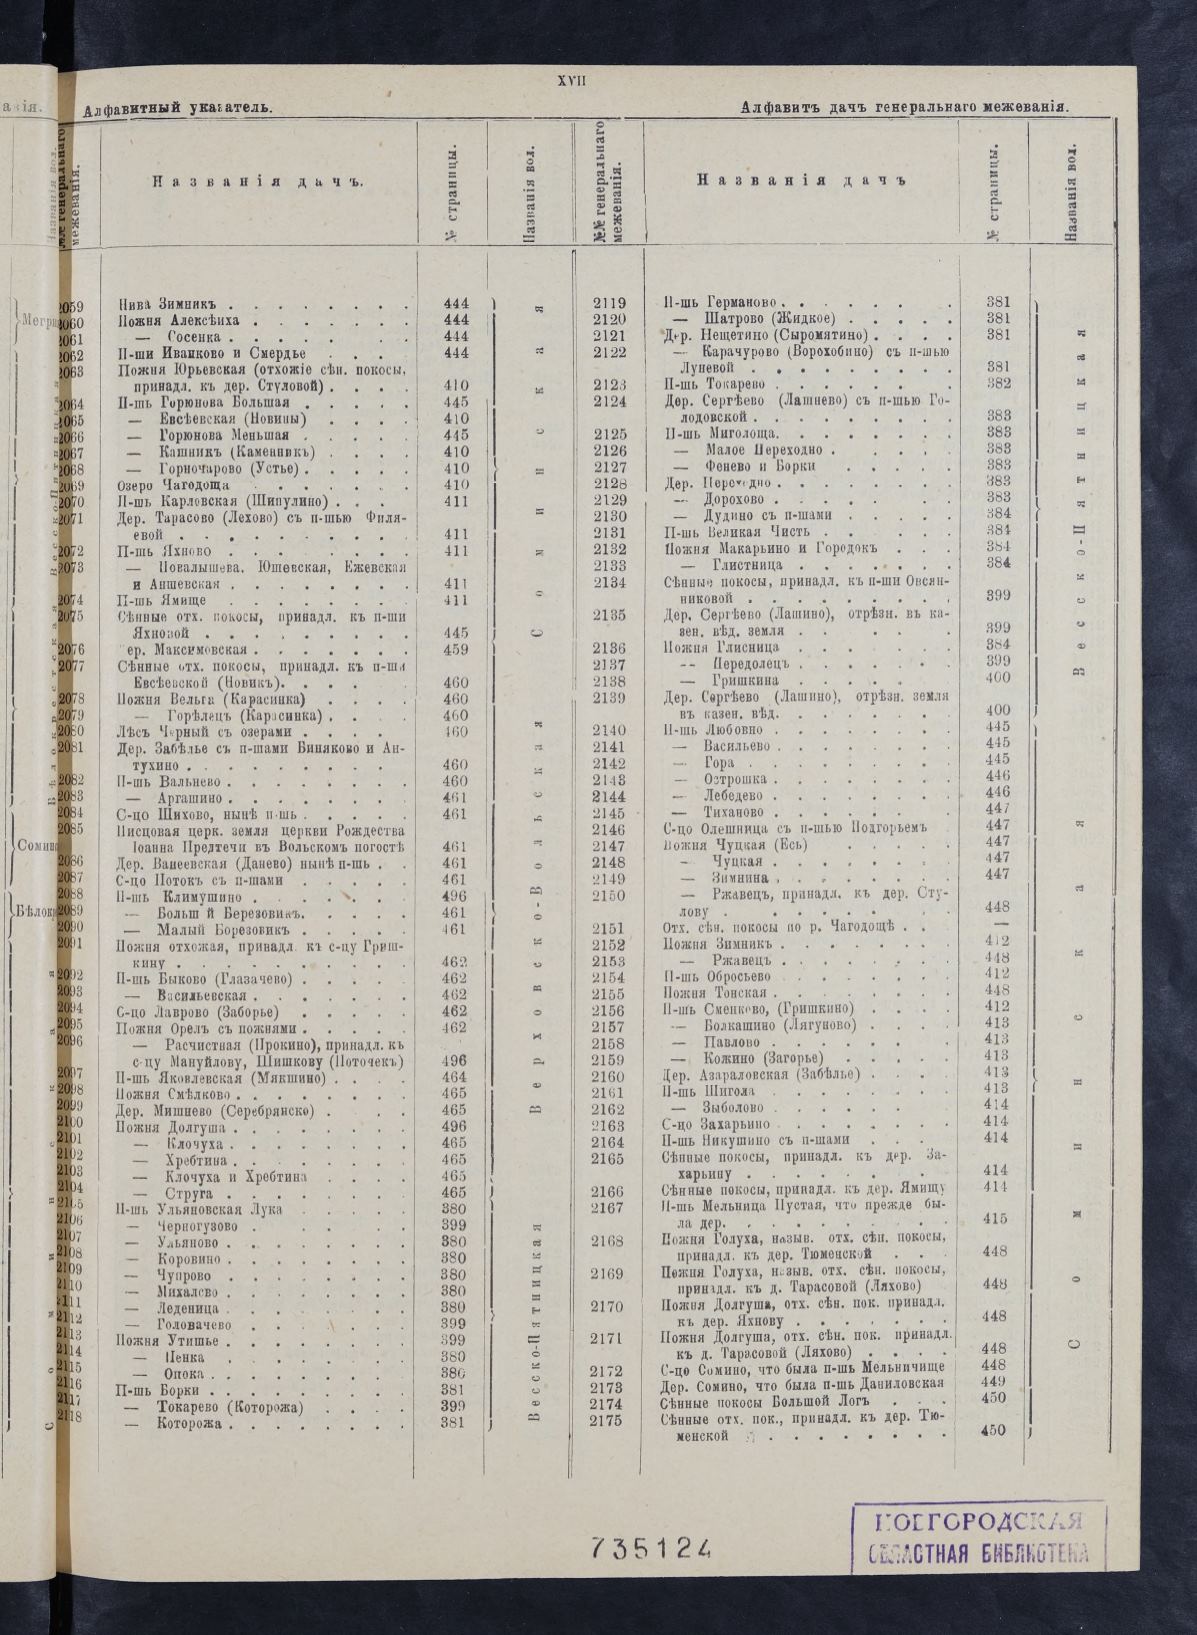 XVII
Алфавитный указатель.
№№ генеральнаго межеванія.
Названія дачъ.
№ страницы.
Названія вол.
2059 Нива Зимникъ . . . . . . . . 444
2060 Пожня Алексѣиха . . . . . . . 444
2061 — Сосенка . . . . . . . . 444
2062 П-ши Иванково и Смердье . . . 444
2063 Пожня Юрьевская (отхожіе сѣн. покосы,
принадл. къ дер. Стуловой) . . . . 410
2064 П-шь Горюнова Большая . . . . . 445
2065 — Евсѣевская (Новины) . . . . 410
2066 — Горюнова Меньшая . . . . . 445
2067 — Кашникъ (Каменникъ) . . . . 410
2068 — Горночарово (Устье) . . . . . 410
2069 Озеро Чагодоща . . . . . . 410
2070 П-шь Карловская (Шипулино) . . . 411
2071 Дер. Тарасово (Лехово) съ п-шью Филя-
евой . . . . . . . . . . 411
2072 П-шь Яхново . . . . . . . 411
2073 — Повалышева, Юшевская, Ежевская
и Аншевская . . . . . . . . 411
2074 П-шь Ямище . . . . . . . 411
2075 Сѣнные отх. покосы, принадл. къ п-ши
Яхновой . . . . . . . . . 445
2076 ер. Максимовская . . . . . . . 459
2077 Сѣнные отх. покосы, принадл. къ п-ши
Евсѣевской (Новикъ). . . . . . 460
2078 Пожня Вельга (Карасинка) . . . . 460
2079 — Горѣлецъ (Карасинка) . . . . 460
2080 Лѣсъ Черный съ озерами . . . . 460
2081 Дер. Забѣлье съ п-шами Биняково и Ан-
тухино . . . . . . . . . 460
2082 П-шь Вальнево . . . . . . . . 460
2083 — Аргашино . . . . . . . . 461
2084 С-цо Шихово, нынѣ п-шь . . . . . 461
2085 Писцовая церк. земля церкви Рождества
Іоанна Предтечи въ Вольскомъ погостѣ 461
2086 Дер. Ванеевская (Данево) нынѣ п-шь . . 461
2087 С-цо Потокъ съ п-шами . . . . . 461
2088 П-шь Климушино . . . . . . . 496
2089 — Больш й Березовикъ. . . . . 461
2090 — Малый Борезовикъ . . . . . 461
2091 Пожня отхожая, принадл. къ с-цу Гриш-
кину . . . . . . . . . . 462
2092 П-шь Быково (Глазачево) . . . . . 462
2093 — Васильевская . . . . . . . 462
2094 С-цо Лаврово (Заборье) . . . . . 462
2095 Пожня Орелъ съ пожнями . . . . . 462
2096 — Расчистная (Прокино), принадл. къ
с-цу Мануйлову, Шишкову (Поточекъ) 496
2097 П-шь Яковлевская (Мякшино) . . . . 464
2098 Пожня Смѣлково . . . . . . . . 465
2099 Дер. Мишнево (Серебрянско) . . . . 465
2100 Пожня Долгуша . . . . . . . . 496
2101 — Клочуха . . . . . . . . 465
2102 — Хребтина . . . . . . . . 465
2103 — Клочуха и Хребтина . . . . 465
2104 — Струга . . . . . . . . 465
2105 П-шь Ульяновская Лука . . . . . 380
2106 — Черногузово . . . . . . . 399
2107 — Ульяново . . . . . . . . 380
2108 — Коровино . . . . . . . . 380
2109 — Чупрово . . . . . . . . 380
2110 — Михалево . . . . . . . . 380
2111 — Леденица . . . . . . . . 380
2112 — Головачево . . . . . . . 399
2113 Пожня Утишье . . . . . . . . 399
2114 — Пенка . . . . . . . . 380
2115 — Опока . . . . . . . . . 380
2116 П-шь Борки . . . . . . . . . 381
2117 — Токарево (Которожа) . . . . 399
2118 — Которожа . . . . . . . . 381
Сominская
Верховско-Вольская
Весско-Пятницкая
Алфавитъ дачъ генеральнаго межеванія.
№№ генеральнаго межеванія.
Названія дачъ
№ страницы.
Названія вол.
2119 П-шь Германово . . . . . . . 381
2120 — Шатрово (Жидкое) . . . . . 381
2121 Дер. Нещетино (Сыромятино) . . . . 381
2122 — Карачурово (Ворохобино) съ п-шью
Луневой . . . . . . . . . 381
2123 П-шь Токарево . . . . . . . . 382
2124 Дер. Сергѣево (Лашнево) съ п-шью Го-
лодовской . . . . . . . . . 383
2125 П-шь Миголоща. . . . . . . . 383
2126 — Малое Переходно . . . . . . 383
2127 — Фенево и Борки . . . . . 383
2128 Дер. Переходно . . . . . . . . 383
2129 — Дорохово . . . . . . . . 383
2130 — Дудино съ п-шами . . . . . 384
2131 П-шь Великая Чисть . . . . . . 384
2132 Пожня Макарьино и Городокъ . . . 384
2133 — Глистница . . . . . . . 384
2134 Сѣнные покосы, принадл. къ п-ши Овсян-
никовой . . . . . . . . . 399
2135 Дер. Сергѣево (Лашино), отрѣзн. въ ка-
зен. вѣд. земля . . . . . . 399
2136 Пожня Глисница . . . . . . . 384
2137 — Передолецъ . . . . . . . 399
2138 — Гришкина . . . . . . . 400
2139 Дер. Сергѣево (Лашино), отрѣзн. земля
въ казен. вѣд. . . . . . . . 400
2140 П-шь Любовно . . . . . . . . 445
2141 — Васильево . . . . . . . . 445
2142 — Гора . . . . . . . . . 445
2143 — Острошка . . . . . . . . 446
2144 — Лебедево . . . . . . . . 446
2145 — Тиханово . . . . . . . . 447
2146 С-цо Олешница съ п-шью Подгорьемъ 447
2147 Пожня Чуцкая (Есь) . . . . . 447
2148 — Чуцкая . . . . . . . . 447
2149 — Зимнина . . . . . . . . 447
2150 — Ржавецъ, принадл. къ дер. Сту-
лову . . . . . . . . . 448
2151 Отх. сѣн. покосы по р. Чагодощѣ . . —
2152 Пожня Зимникъ . . . . . . . . 412
2153 — Ржавецъ . . . . . . . . 448
2154 П-шь Обросьево . . . . . . . 412
2155 Пожня Тонская . . . . . . . . 448
2156 П-шь Сменково, (Гришкино) . . . . 412
2157 — Болкашино (Лягуново) . . . . 413
2158 — Павлово . . . . . . . . 413
2159 — Кожино (Загорье) . . . . . 413
2160 Дер. Азараловская (Забѣлье) . . . . 413
2161 П-шь Шигола . . . . . . . . 413
2162 — Зыболово . . . . . . . 414
2163 С-цо Захарьино . . . . . . . 414
2164 П-шь Никушино съ п-шами . . . 414
2165 Сѣнные покосы, принадл. къ дер. За-
харьину . . . . . . . . . 414
2166 Сѣнные покосы, принадл. къ дер. Ямищу 414
2167 П-шь Мельница Пустая, что прежде бы-
ла дер. . . . . . . . . . 415
2168 Пожня Голуха, назыв. отх. сѣн. покосы,
принадл. къ дер. Тюменской . . . 448
2169 Пожня Голуха, назыв. отх. сѣн. покосы,
принадл. къ д. Тарасовой (Ляхово) 448
2170 Пожня Долгуша, отх. сѣн. пок. принадл.
къ дер. Яхнову . . . . . . . 448
2171 Пожня Долгуша, отх. сѣн. пок. принадл.
къ д. Тарасовой (Ляхово) . . . . 448
2172 С-цо Сомино, что была п-шь Мельничище 448
2173 Дер. Сомино, что была п-шь Даниловская 449
2174 Сѣнные покосы Большой Логъ . . . 450
2175 Сѣнные отх. пок., принадл. къ дер. Тю-
менской . . . . . . . . 450
Весско-Пятницкая
Соминская
735124
НОВГОРОДСКАЯ
ОБЛАСТНАЯ БИБЛИОТЕКА